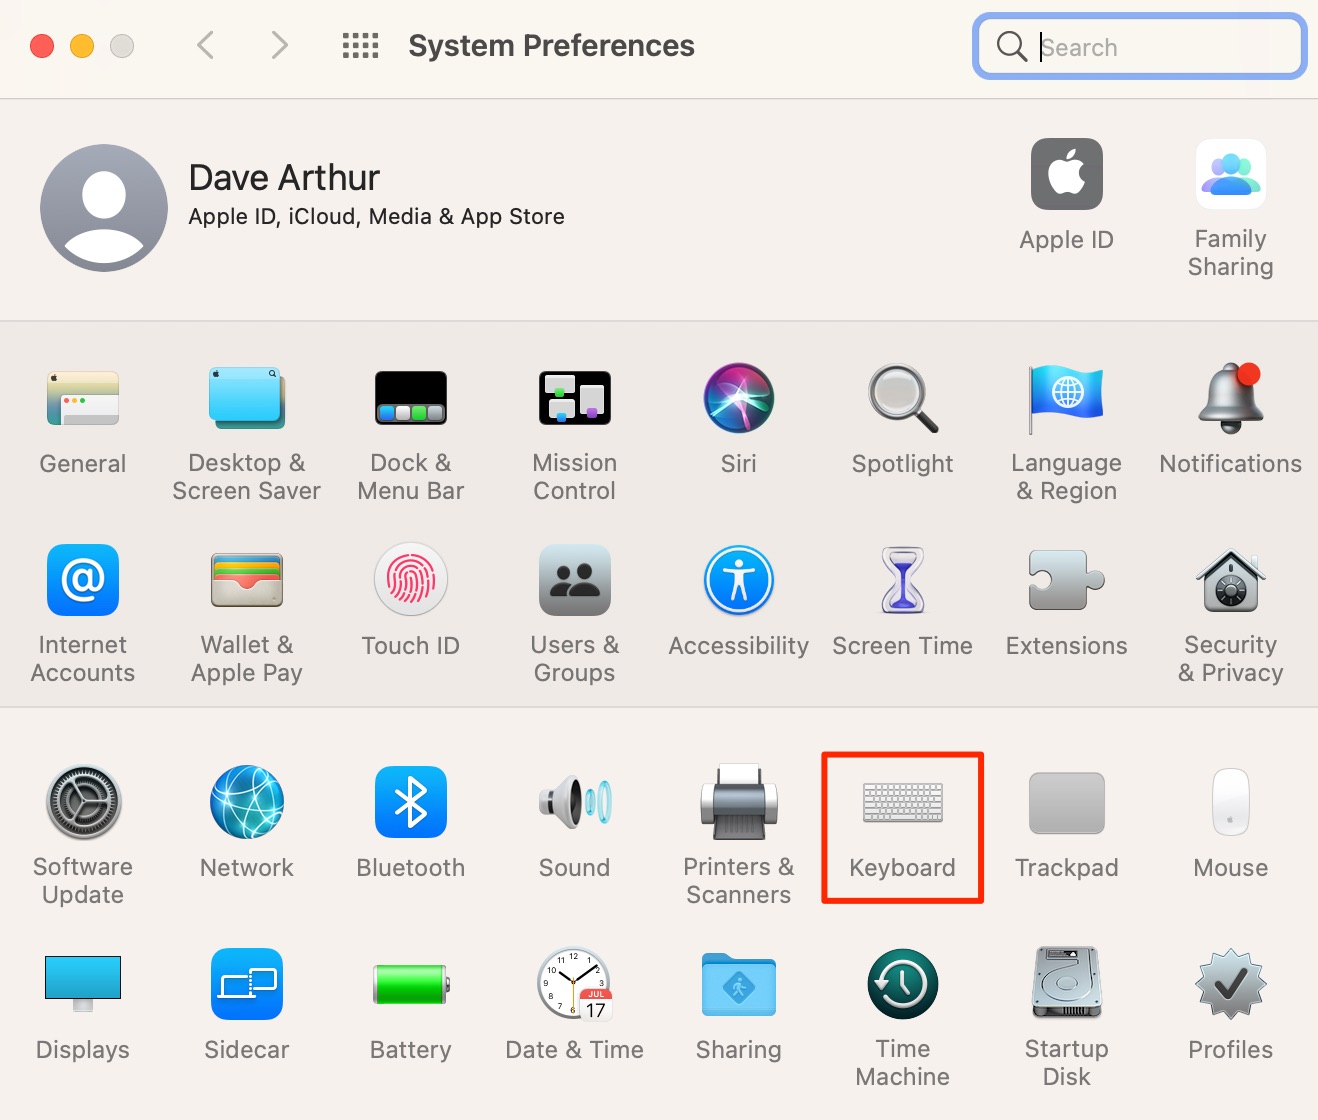 System Preferences
Search
Dave Arthur
Apple ID, iCloud, Media & App Store
Apple ID
Family
Sharing
General
Desktop &
Screen Saver
Dock &
Menu Bar
Mission
Control
Siri
Spotlight
Language
& Region
Notifications
Internet
Accounts
Wallet &
Apple Pay
Touch ID
Users &
Groups
Accessibility
Screen Time
Extensions
Security
& Privacy
Software
Update
Network
Bluetooth
Sound
Printers &
Scanners
Keyboard
Trackpad
Mouse
Displays
Sidecar
Battery
JUL
17
Date & Time
Sharing
Time
Machine
Startup
Disk
Profiles